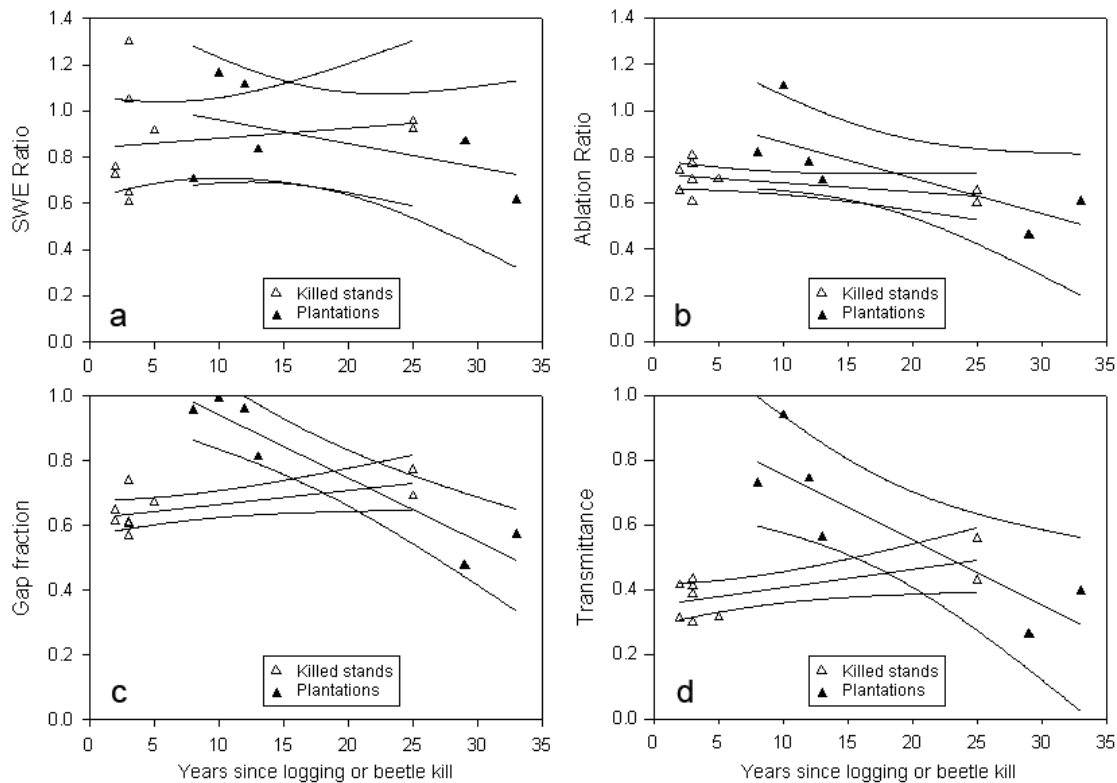 SWE Ratio
1.4
1.2
1.0
0.8
0.6
0.4
0.2
0.0
a
Killed stands
Plantations
0 5 10 15 20 25 30 35
Ablation Ratio
1.4
1.2
1.0
0.8
0.6
0.4
0.2
0.0
b
Killed stands
Plantations
0 5 10 15 20 25 30 35
Gap fraction
1.0
0.8
0.6
0.4
0.2
0.0
c
Killed stands
Plantations
0 5 10 15 20 25 30 35
Years since logging or beetle kill
Transmittance
1.0
0.8
0.6
0.4
0.2
0.0
d
Killed stands
Plantations
0 5 10 15 20 25 30 35
Years since logging or beetle kill